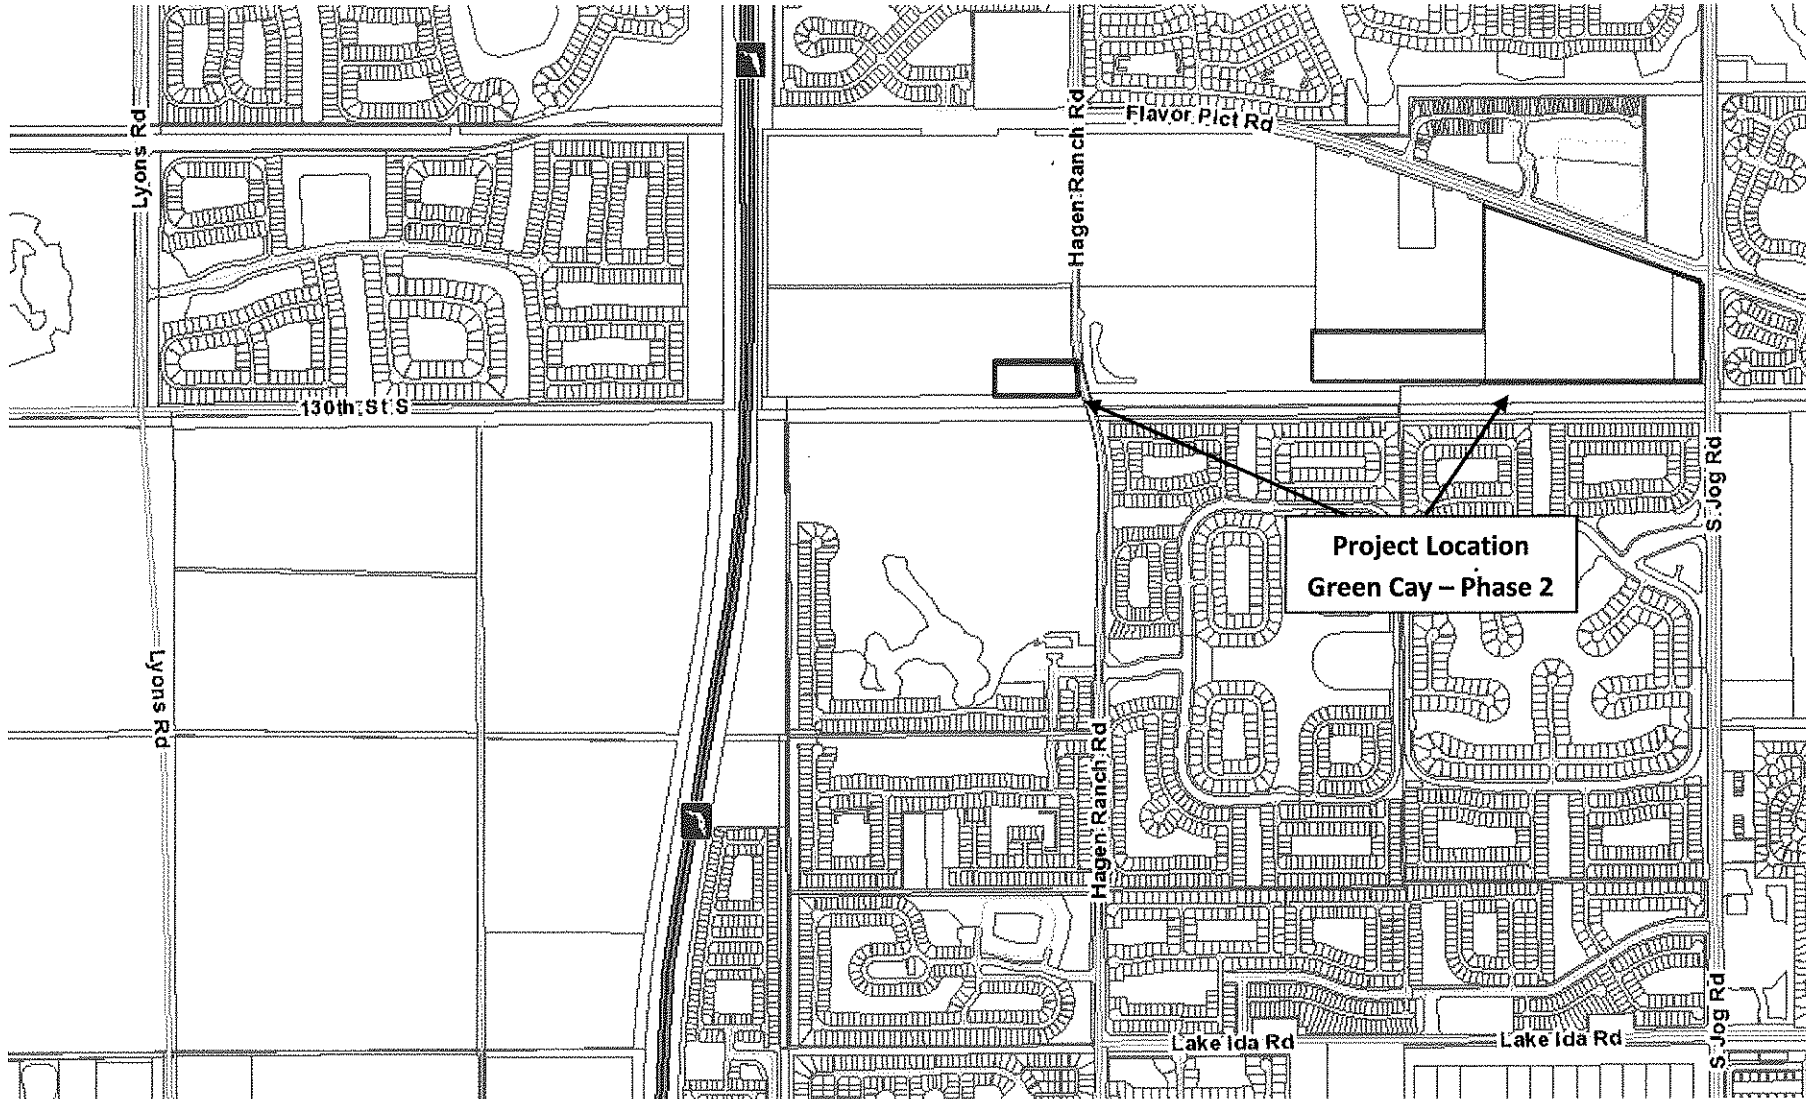 Lyons Rd
Hagen Ranch Rd
Flavor Pict Rd
130th St S
S Jog Rd
Project Location
Green Cay – Phase 2
Lyons Rd
Hagen Ranch Rd
Lake Ida Rd
Lake Ida Rd
S Jog Rd